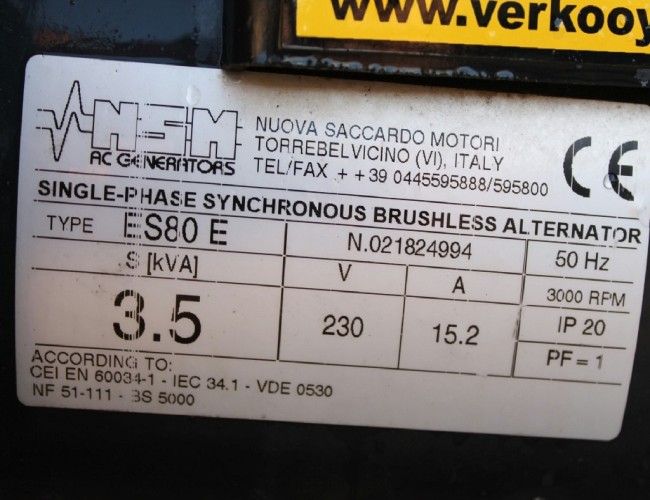 www.verkooy
NSM
AC GENERATORS
NUOVA SACCARDO MOTORI
TORREBELVICINO (VI), ITALY
TEL/FAX ++39 0445595888/595800
CE
SINGLE-PHASE SYNCHRONOUS BRUSHLESS ALTERNATOR
TYPE ES80 E N.021824994 50 Hz
S [kVA] V A 3000 RPM
3.5 230 15.2 IP 20
PF = 1
ACCORDING TO:
CEI EN 60034-1 - IEC 34.1 - VDE 0530
NF 51-111 - BS 5000